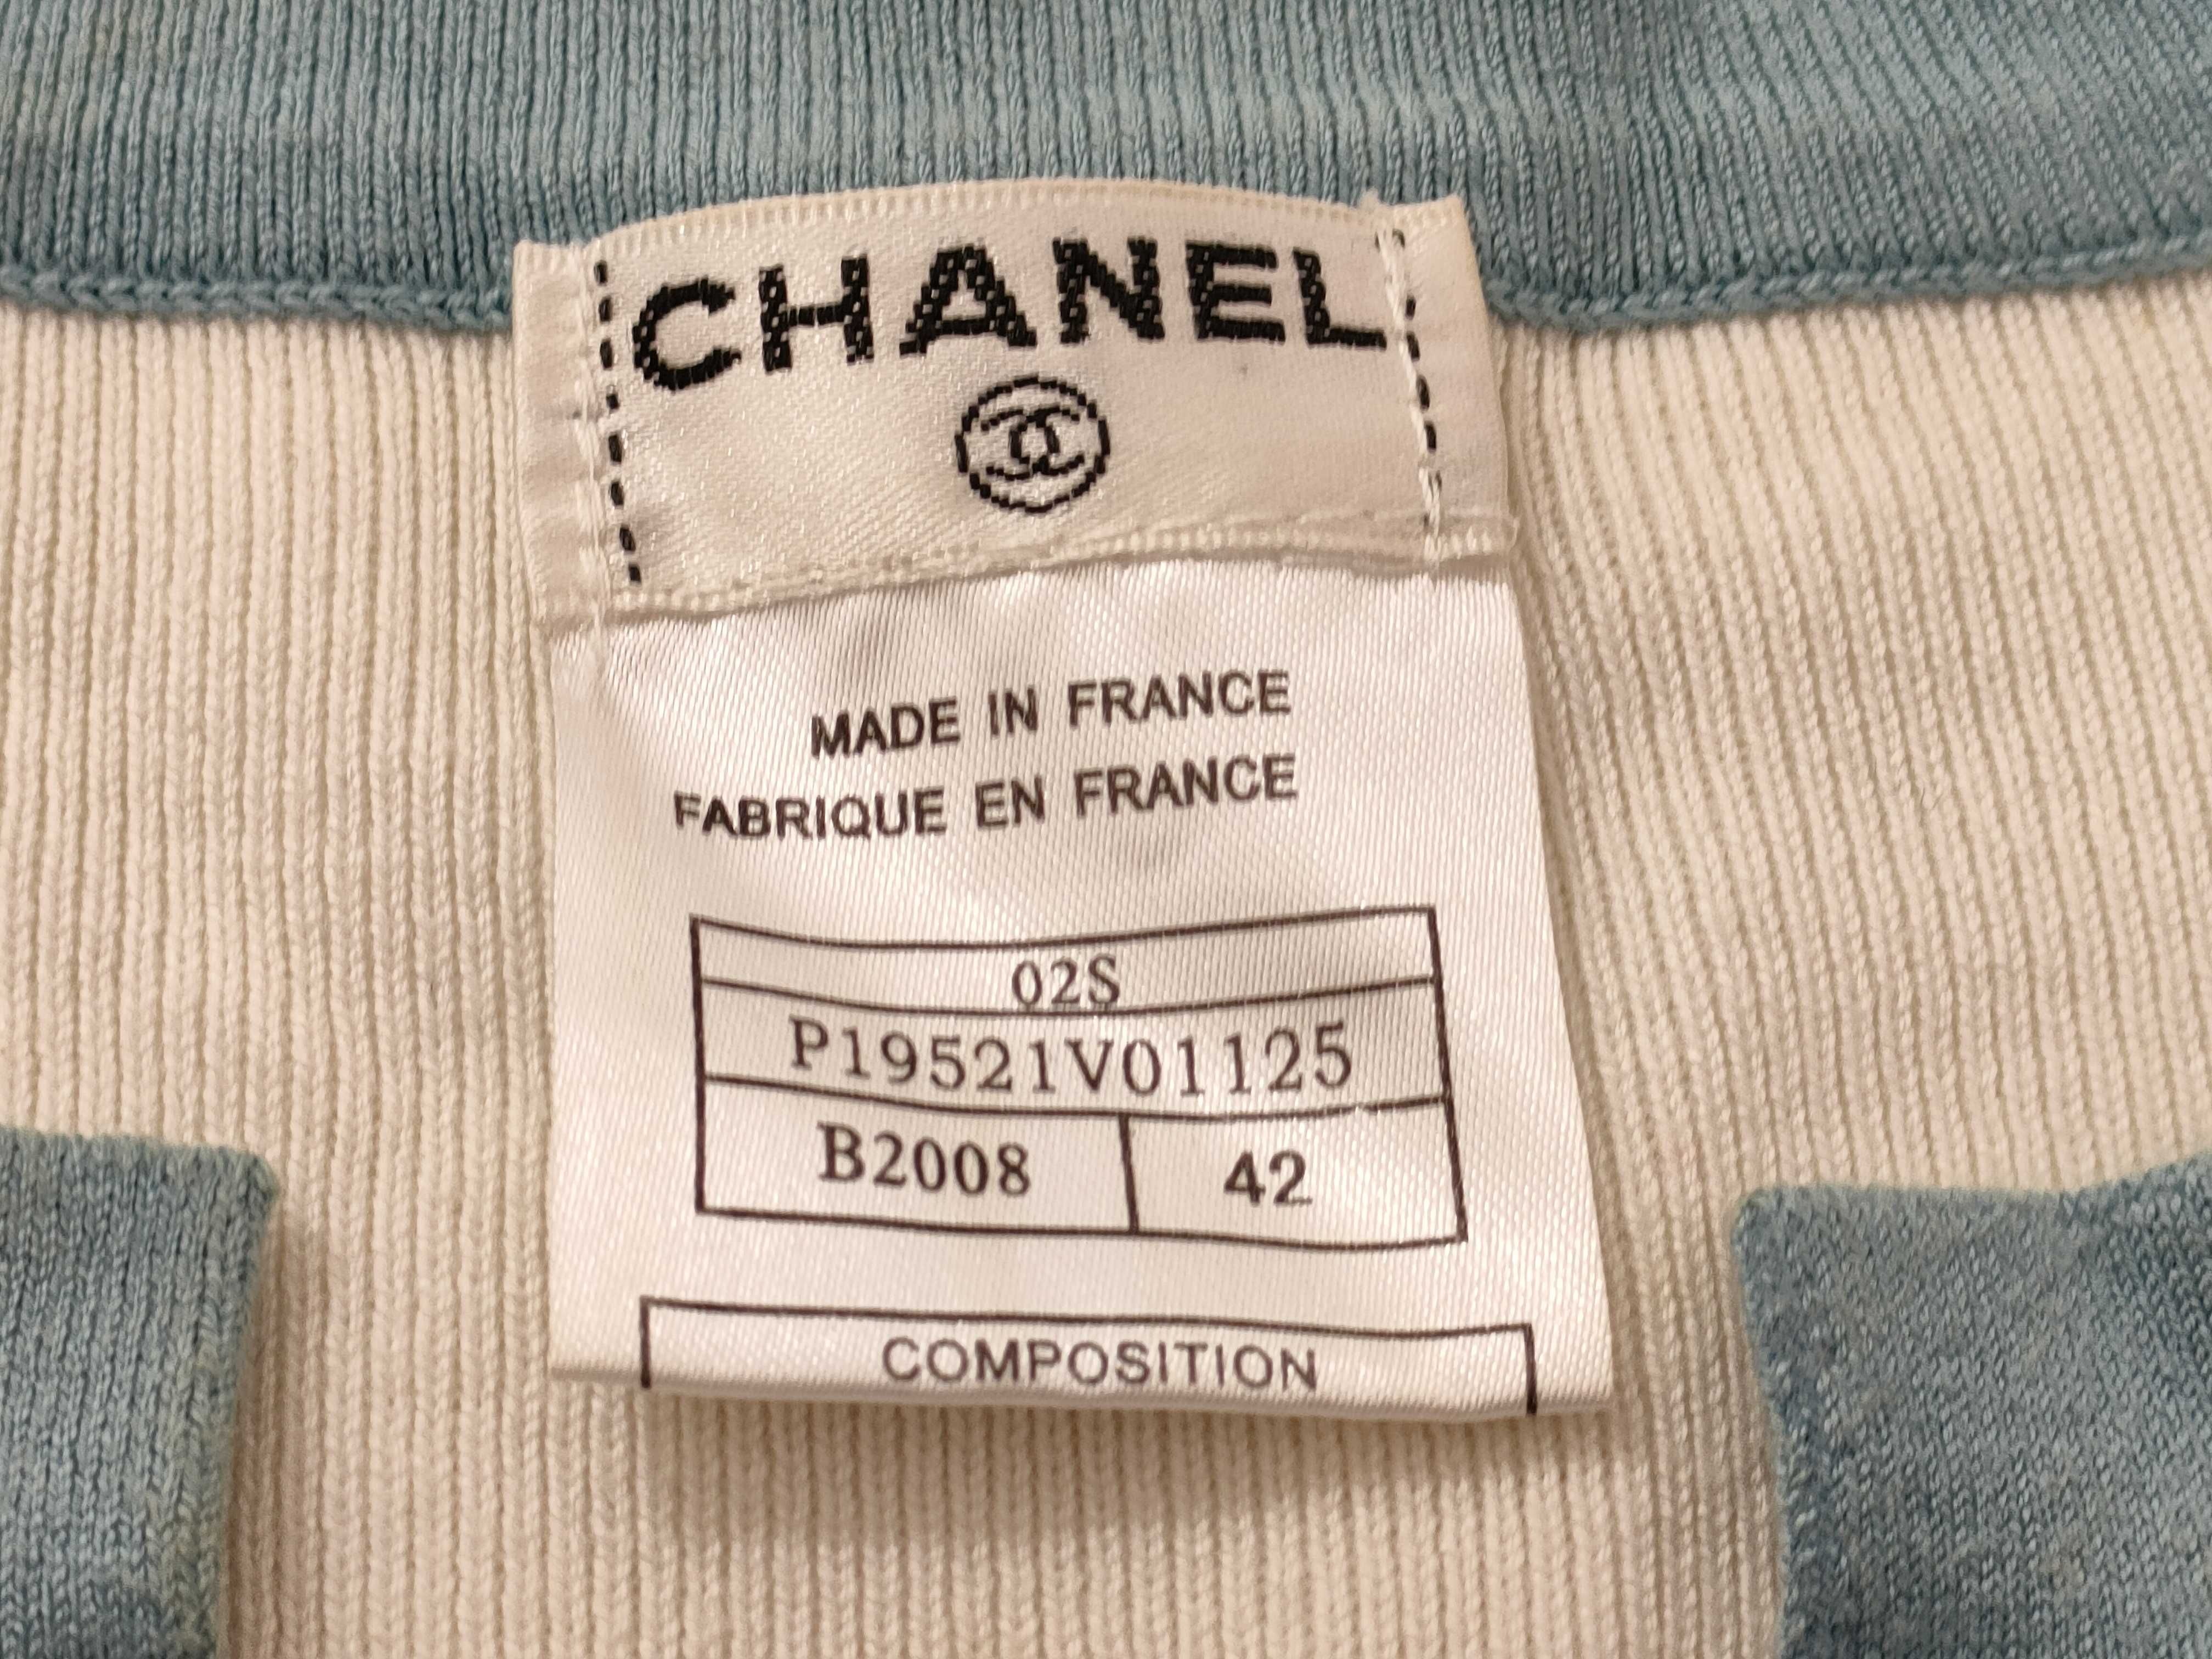 CHANEL
MADE IN FRANCE
FABRIQUE EN FRANCE
02S
P19521V01125
B2008 42
COMPOSITION